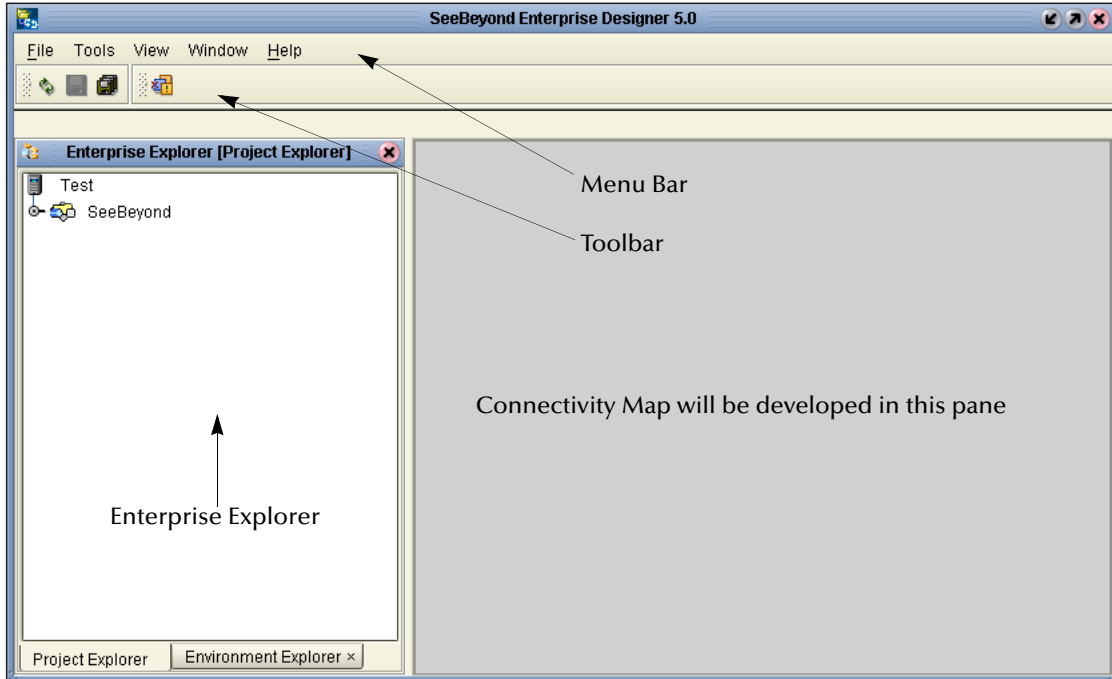 SeeBeyond Enterprise Designer 5.0
File Tools View Window Help
Enterprise Explorer [Project Explorer]
Test
SeeBeyond
Menu Bar
Toolbar
Connectivity Map will be developed in this pane
Enterprise Explorer
Project Explorer
Environment Explorer ×